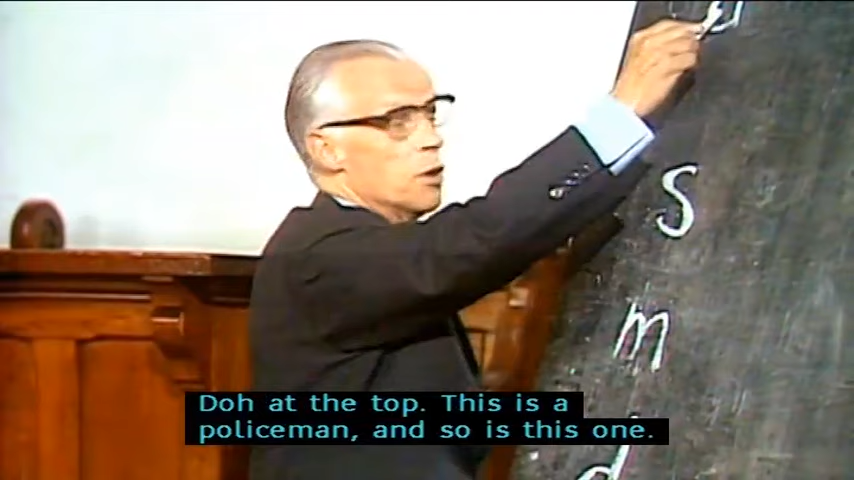 d
s
m
d
Doh at the top. This is a
policeman, and so is this one.